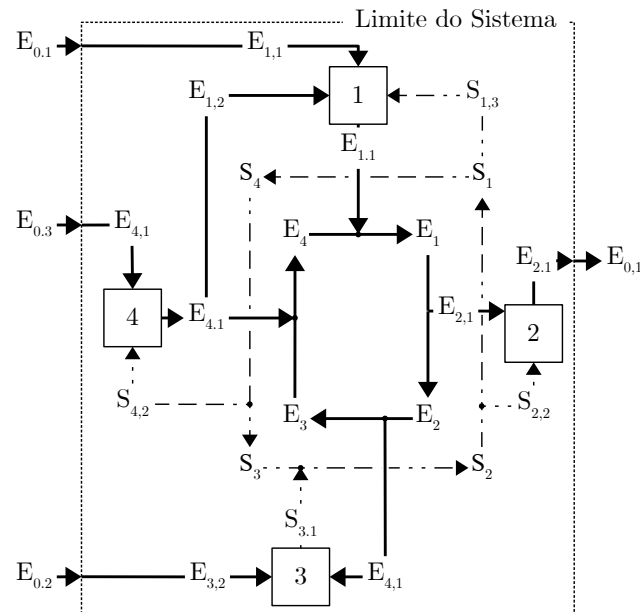 Limite do Sistema
E0.1 E1,1
1
E1,2 S1,3
E1.1
S4 S1
E0.3 E4,1 E4 E1
E2.1 E0,1
4 E4.1 E2,1 2
S4,2 E3 E2 S2,2
S3 S2
S3.1
E0.2 E3,2 3 E4,1